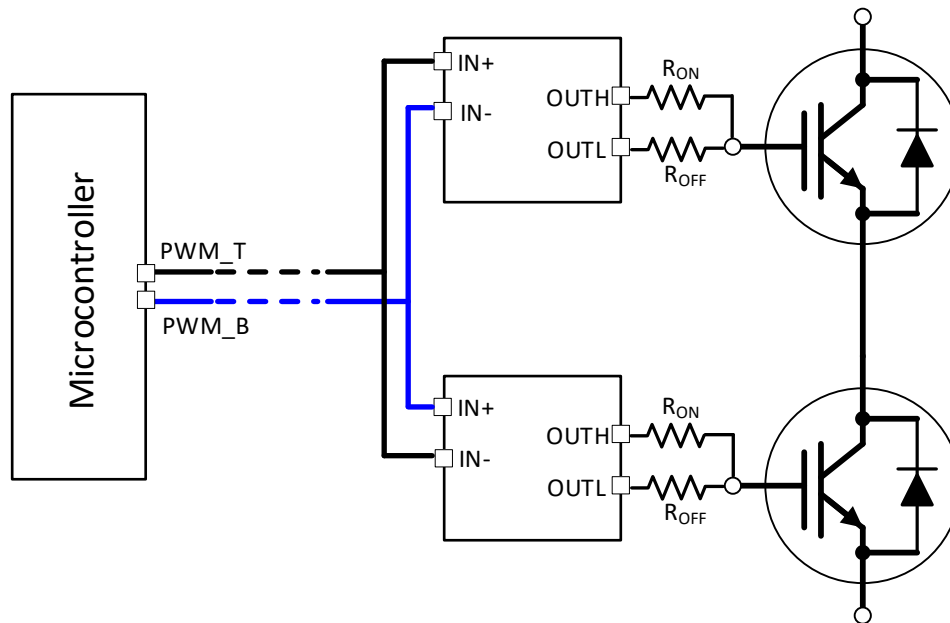 Microcontroller
PWM_T
PWM_B
IN+
IN-
OUTH
OUTL
RON
ROFF
IN+
IN-
OUTH
OUTL
RON
ROFF